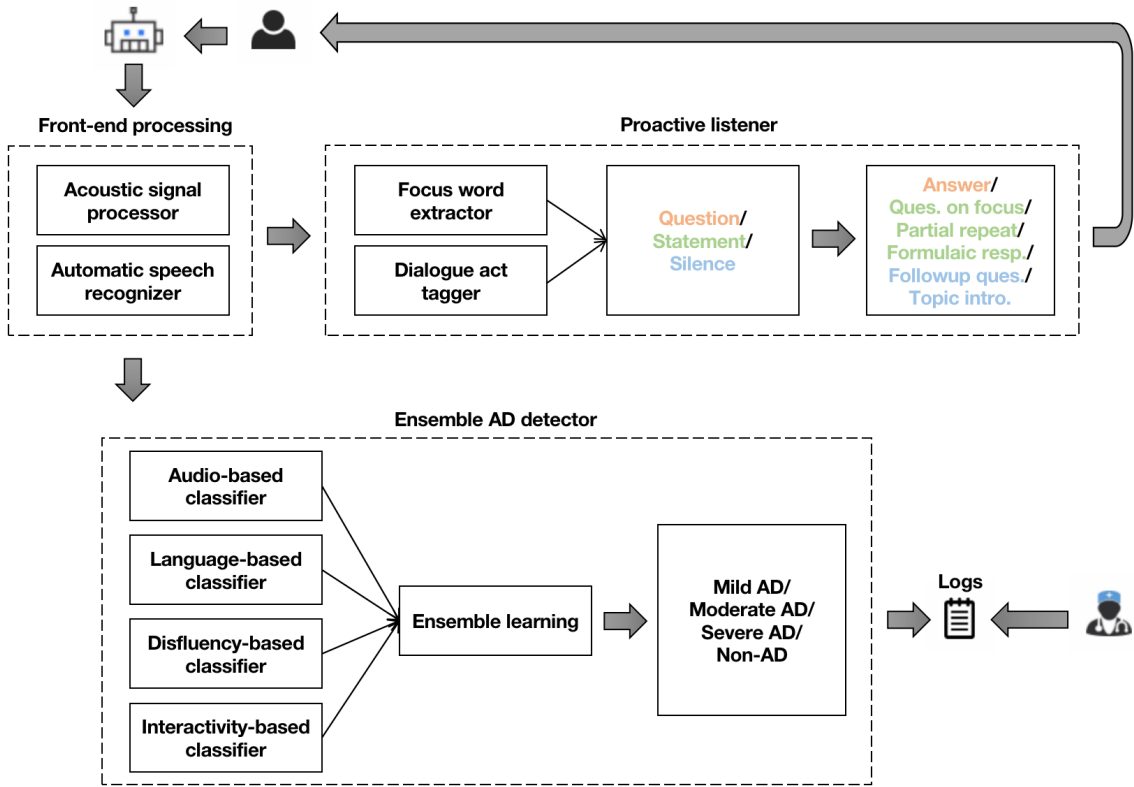 Front-end processing
Acoustic signal
processor
Automatic speech
recognizer
Proactive listener
Focus word
extractor
Dialogue act
tagger
Question/
Statement/
Silence
Answer/
Ques. on focus/
Partial repeat/
Formulaic resp./
Followup ques./
Topic intro.
Ensemble AD detector
Audio-based
classifier
Language-based
classifier
Disfluency-based
classifier
Interactivity-based
classifier
Ensemble learning
Mild AD/
Moderate AD/
Severe AD/
Non-AD
Logs